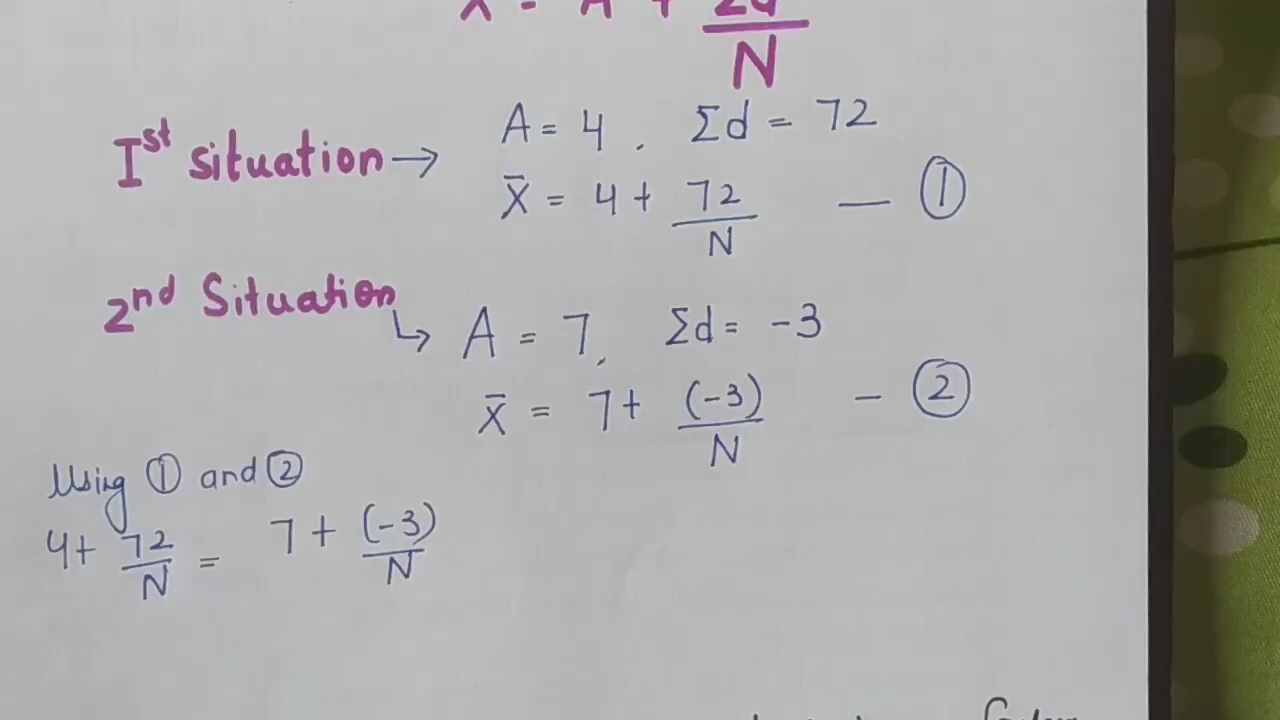 X̄ = A + Σd/N
Iˢᵗ situation → A = 4 , Σd = 72
X̄ = 4 + 72/N — ①
2ⁿᵈ Situation ↳ A = 7, Σd = -3
X̄ = 7 + (-3)/N - ②
Using ① and ②
4 + 72/N = 7 + (-3)/N